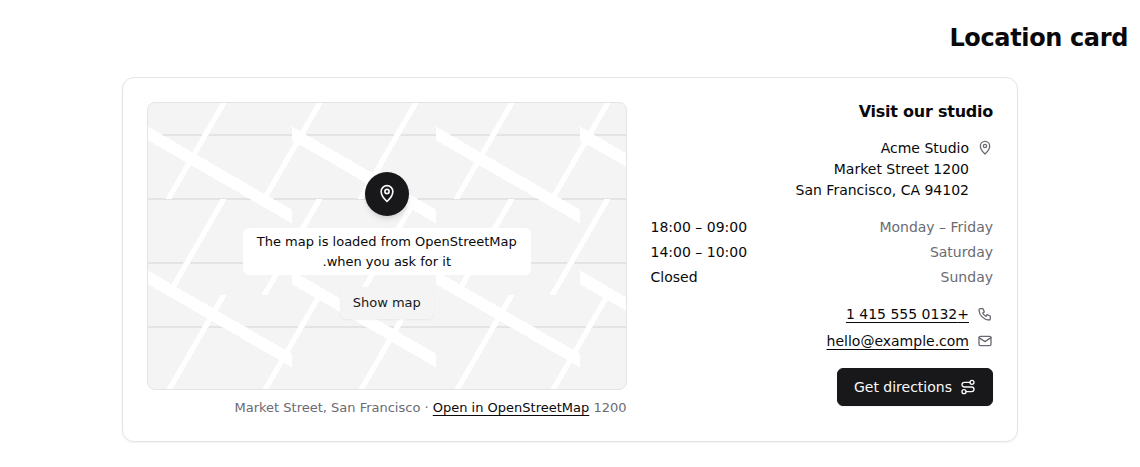 Location card
Visit our studio
Acme Studio
Market Street 1200
San Francisco, CA 94102
Monday – Friday 18:00 – 09:00
Saturday 14:00 – 10:00
Sunday Closed
1 415 555 0132+
hello@example.com
Get directions
The map is loaded from OpenStreetMap
.when you ask for it
Show map
Market Street, San Francisco · Open in OpenStreetMap 1200